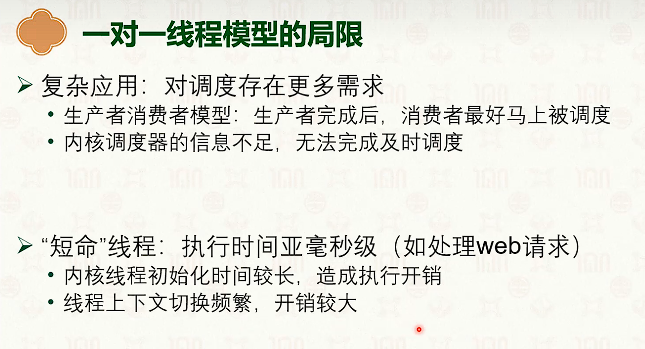 一对一线程模型的局限
复杂应用：对调度存在更多需求
生产者消费者模型：生产者完成后，消费者最好马上被调度
内核调度器的信息不足，无法完成及时调度
“短命”线程：执行时间亚毫秒级（如处理web请求）
内核线程初始化时间较长，造成执行开销
线程上下文切换频繁，开销较大